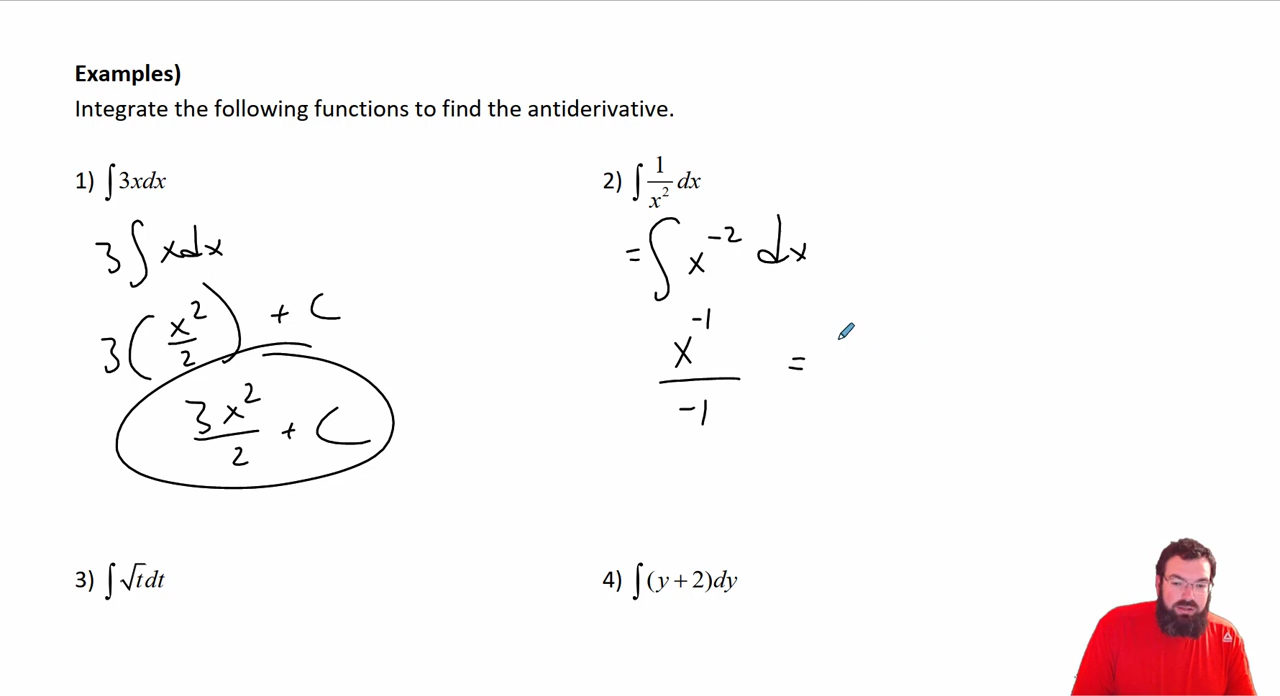 Examples)
Integrate the following functions to find the antiderivative.
1) ∫3xdx
3∫xdx
3(x²/2) + C
3x²/2 + C
2) ∫1/x² dx
= ∫x⁻² dx
x⁻¹/-1 =
3) ∫√tdt
4) ∫(y+2)dy